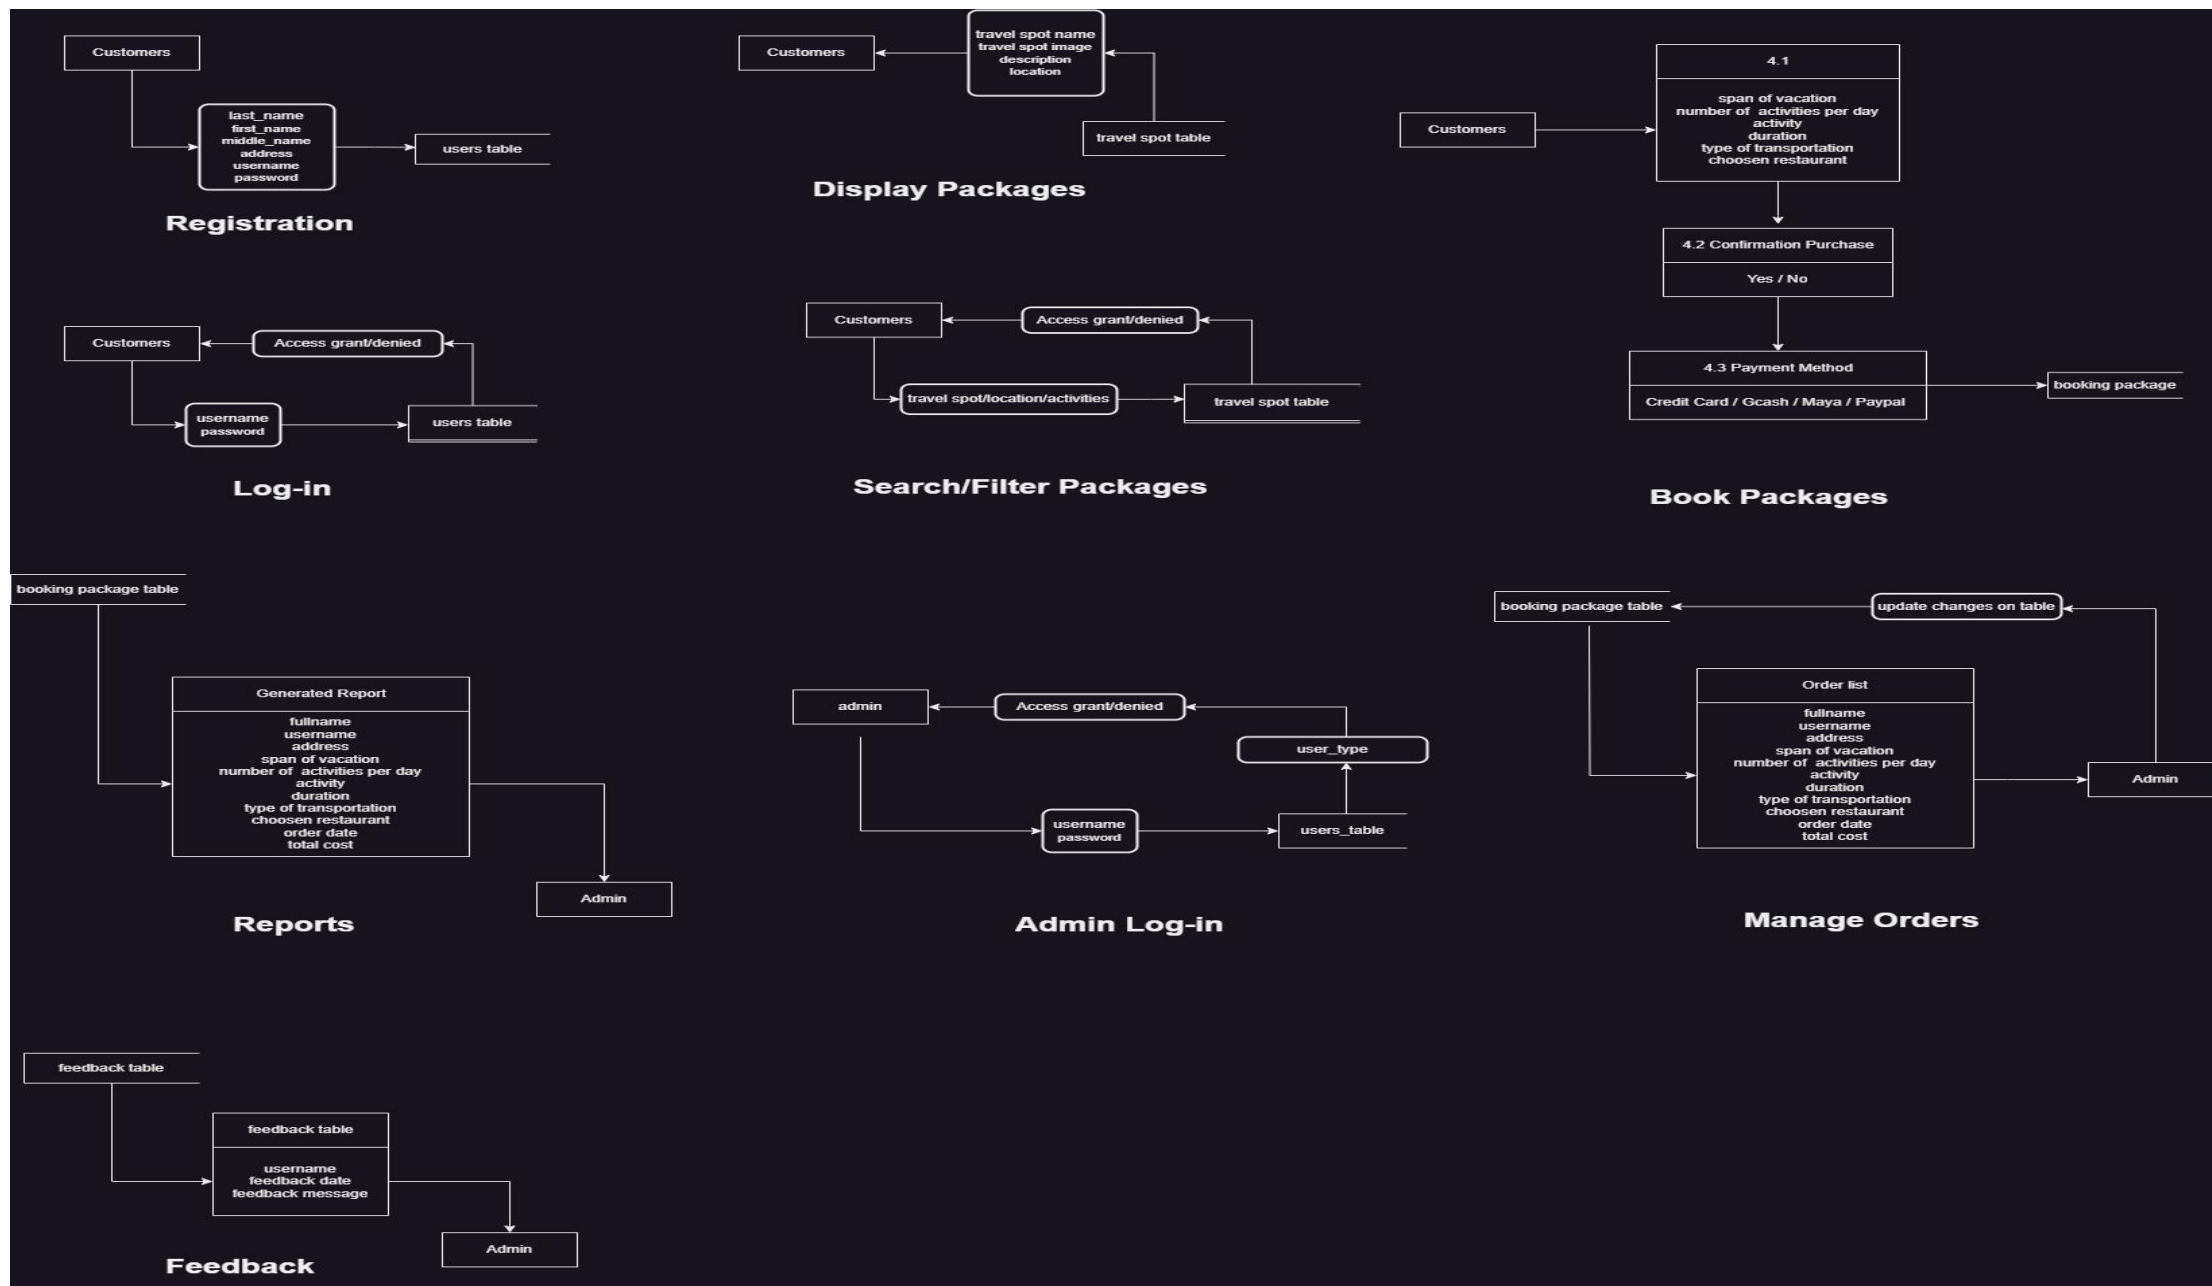 Customers
last_name
first_name
middle_name
address
username
password
users table
Registration
Customers
travel spot name
travel spot image
description
location
travel spot table
Display Packages
Customers
4.1
span of vacation
number of activities per day
activity
duration
type of transportation
choosen restaurant
4.2 Confirmation Purchase
Yes / No
4.3 Payment Method
Credit Card / Gcash / Maya / Paypal
booking package
Book Packages
Customers
Access grant/denied
username
password
users table
Log-in
Customers
Access grant/denied
travel spot/location/activities
travel spot table
Search/Filter Packages
booking package table
Generated Report
fullname
username
address
span of vacation
number of activities per day
activity
duration
type of transportation
choosen restaurant
order date
total cost
Admin
Reports
admin
Access grant/denied
user_type
username
password
users_table
Admin Log-in
booking package table
update changes on table
Order list
fullname
username
address
span of vacation
number of activities per day
activity
duration
type of transportation
choosen restaurant
order date
total cost
Admin
Manage Orders
feedback table
feedback table
username
feedback date
feedback message
Admin
Feedback